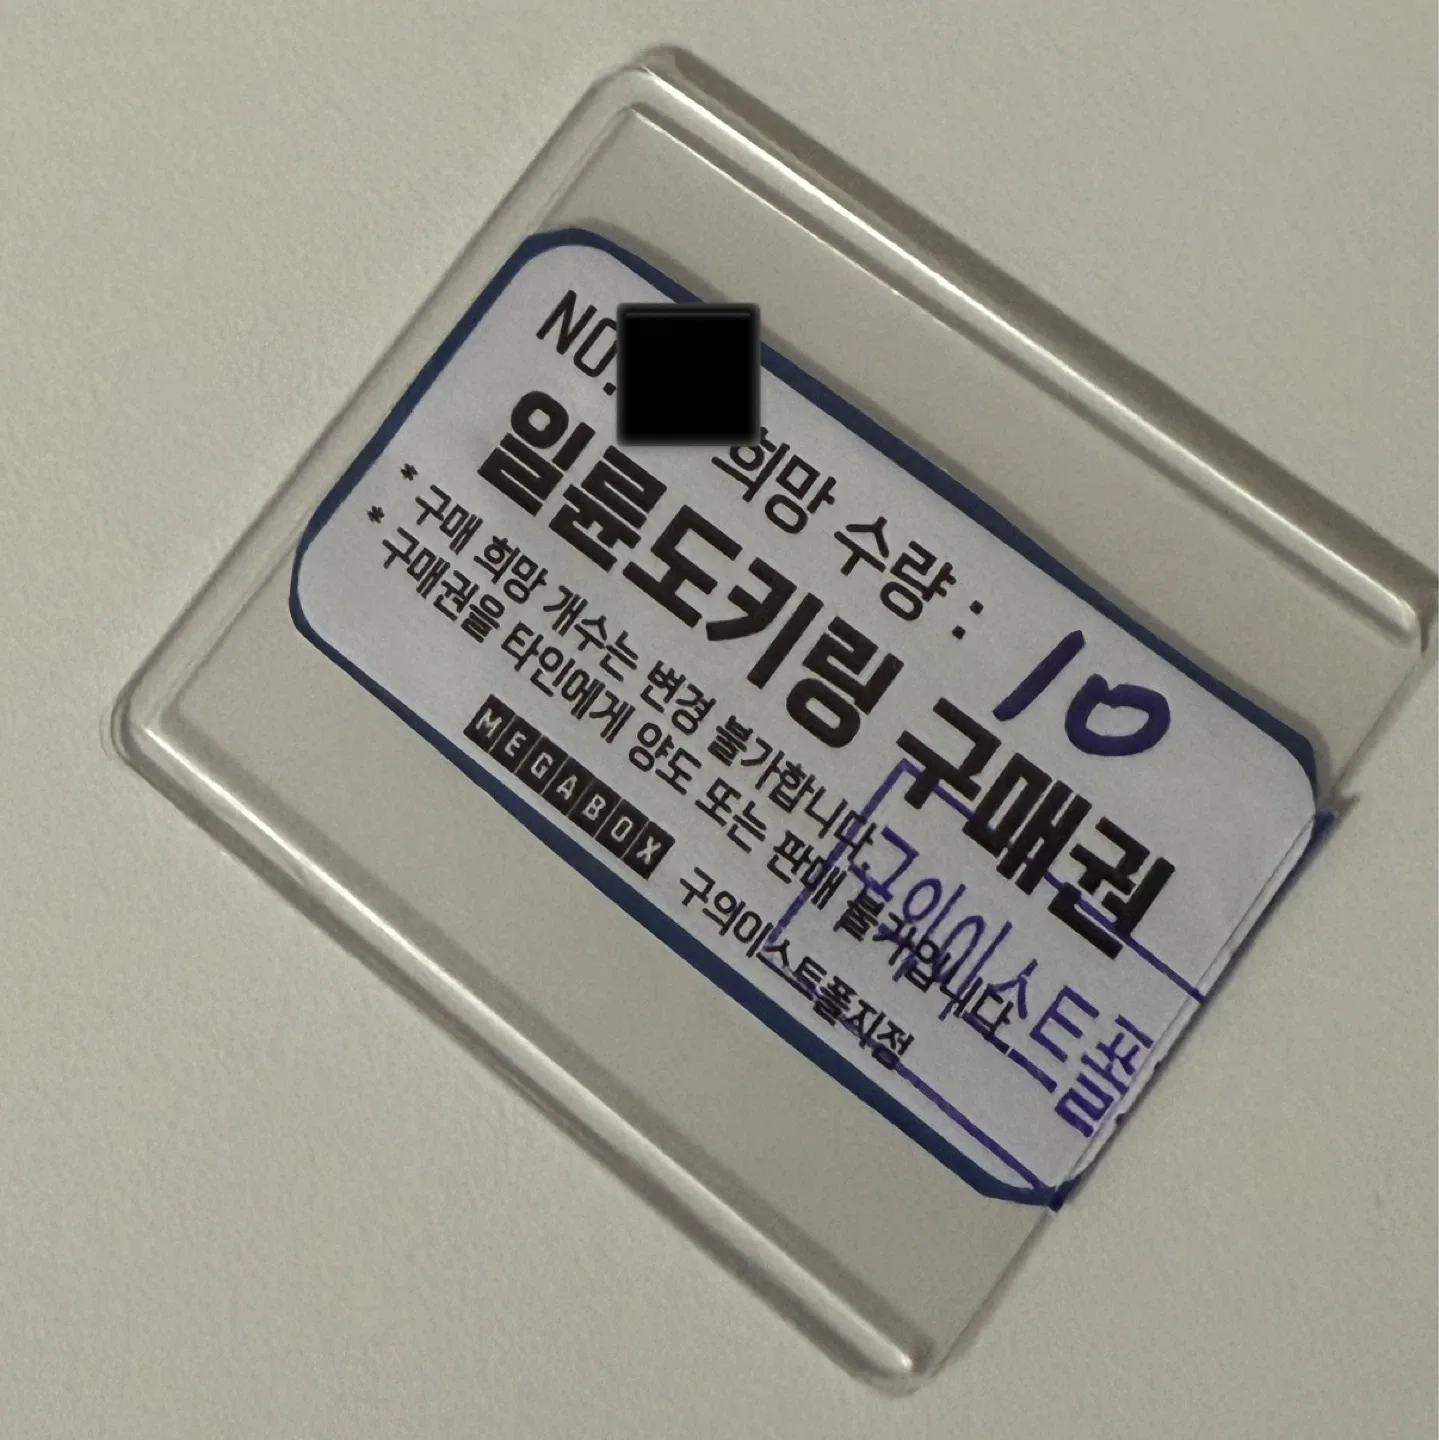 NO.
희망 수량 : 10
일륜도키링 구매권
* 구매 희망 개수는 변경 불가합니다.
* 구매권을 타인에게 양도 또는 판매 불가입니다.
MEGABOX 구의이스트폴지점
구의이스트폴